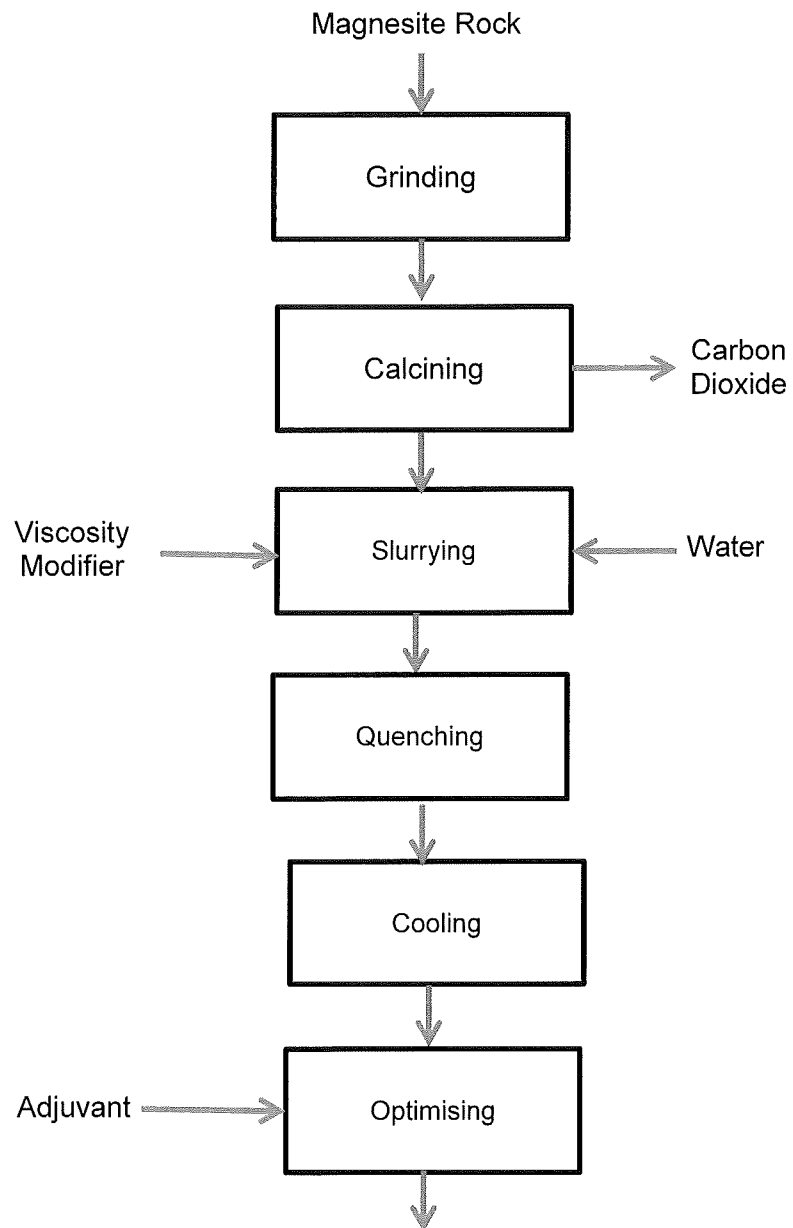 Magnesite Rock
Grinding
Calcining
Carbon
Dioxide
Viscosity
Modifier
Slurrying
Water
Quenching
Cooling
Adjuvant
Optimising